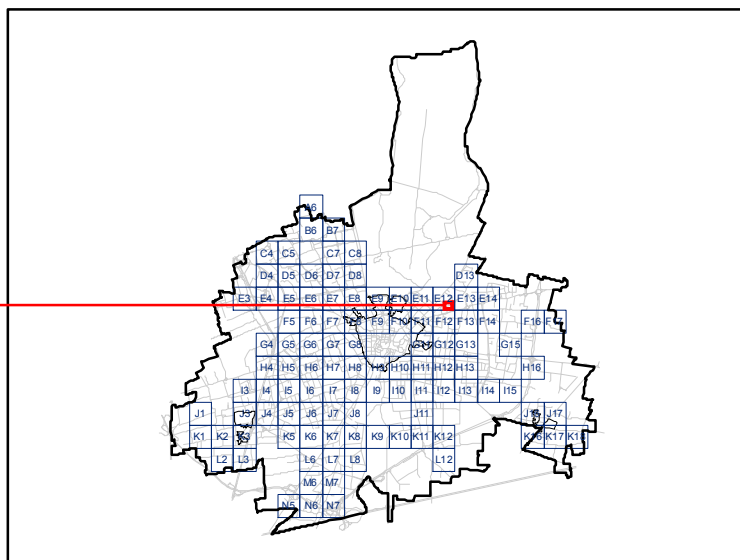 A6
B6 B7
C4 C5 C7 C8
D4 D5 D6 D7 D8 D13
E3 E4 E5 E6 E7 E8 E9 E10 E11 E12 E13 E14
F5 F6 F7 F8 F9 F10 F11 F12 F13 F14 F16 F17
G4 G5 G6 G7 G8 G12 G13 G15
H4 H5 H6 H7 H8 H9 H10 H11 H12 H13 H16
I3 I4 I5 I6 I7 I8 I9 I10 I11 I12 I13 I14 I15
J1 J3 J4 J5 J6 J7 J8 J11 J17
K1 K2 K5 K6 K7 K8 K9 K10 K11 K12 K16 K17 K18
L2 L3 L6 L7 L8 L12
M6 M7
N5 N6 N7